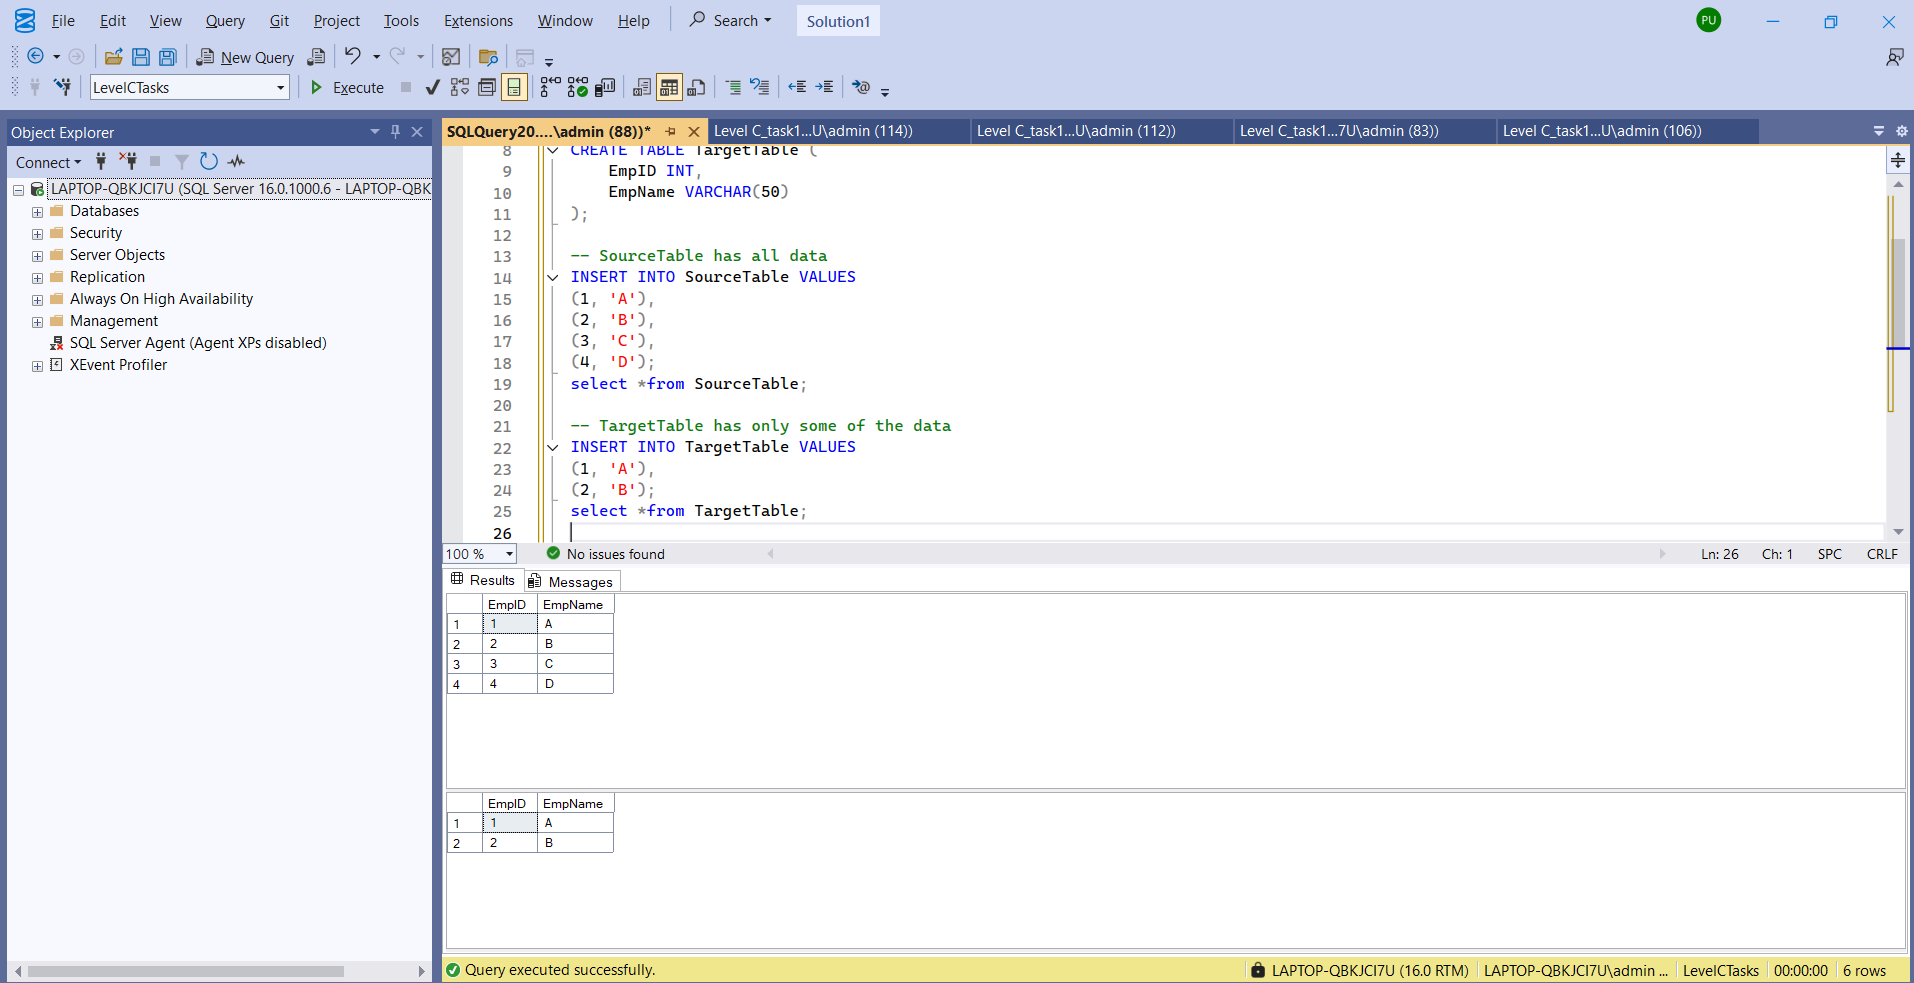 File Edit View Query Git Project Tools Extensions Window Help Search Solution1 PU
New Query
LevelCTasks Execute
Object Explorer
Connect
LAPTOP-QBKJCI7U (SQL Server 16.0.1000.6 - LAPTOP-QBK
Databases
Security
Server Objects
Replication
Always On High Availability
Management
SQL Server Agent (Agent XPs disabled)
XEvent Profiler
SQLQuery20....\admin (88))* Level C_task1...U\admin (114)) Level C_task1...U\admin (112)) Level C_task1...7U\admin (83)) Level C_task1...U\admin (106))
8 CREATE TABLE TargetTable (
9 EmpID INT,
10 EmpName VARCHAR(50)
11 );
12
13 -- SourceTable has all data
14 INSERT INTO SourceTable VALUES
15 (1, 'A'),
16 (2, 'B'),
17 (3, 'C'),
18 (4, 'D');
19 select *from SourceTable;
20
21 -- TargetTable has only some of the data
22 INSERT INTO TargetTable VALUES
23 (1, 'A'),
24 (2, 'B');
25 select *from TargetTable;
26
100 % No issues found Ln: 26 Ch: 1 SPC CRLF
Results Messages
EmpID EmpName
1 1 A
2 2 B
3 3 C
4 4 D
EmpID EmpName
1 1 A
2 2 B
Query executed successfully. LAPTOP-QBKJCI7U (16.0 RTM) LAPTOP-QBKJCI7U\admin ... LevelCTasks 00:00:00 6 rows